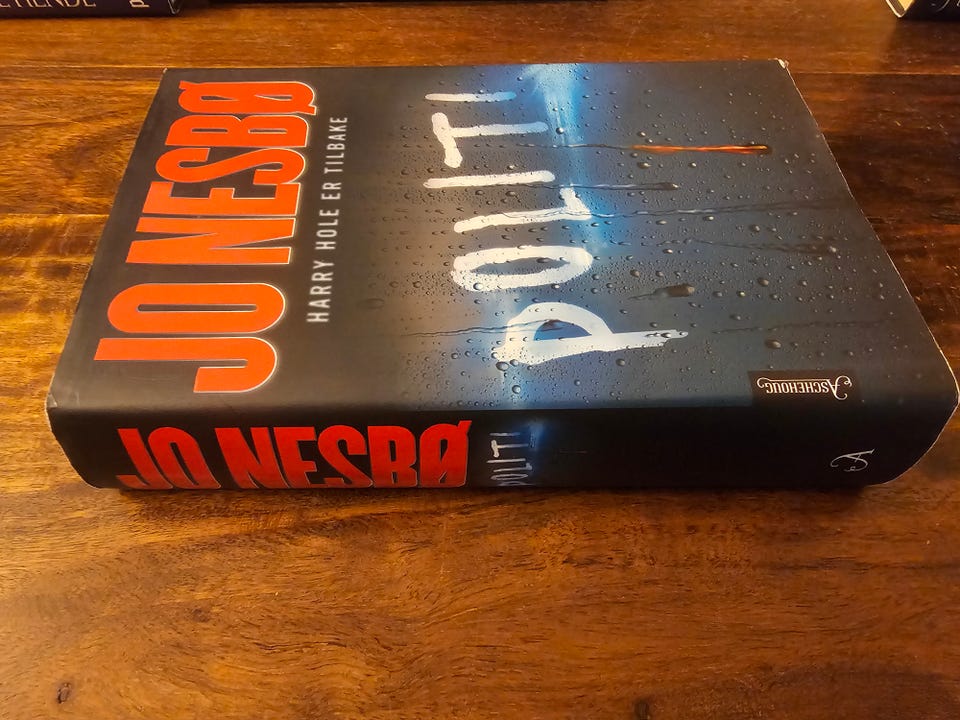 JO NESBØ
HARRY HOLE ER TILBAKE
POLITI
ASCHEHOUG
JO NESBØ
POLITI
A